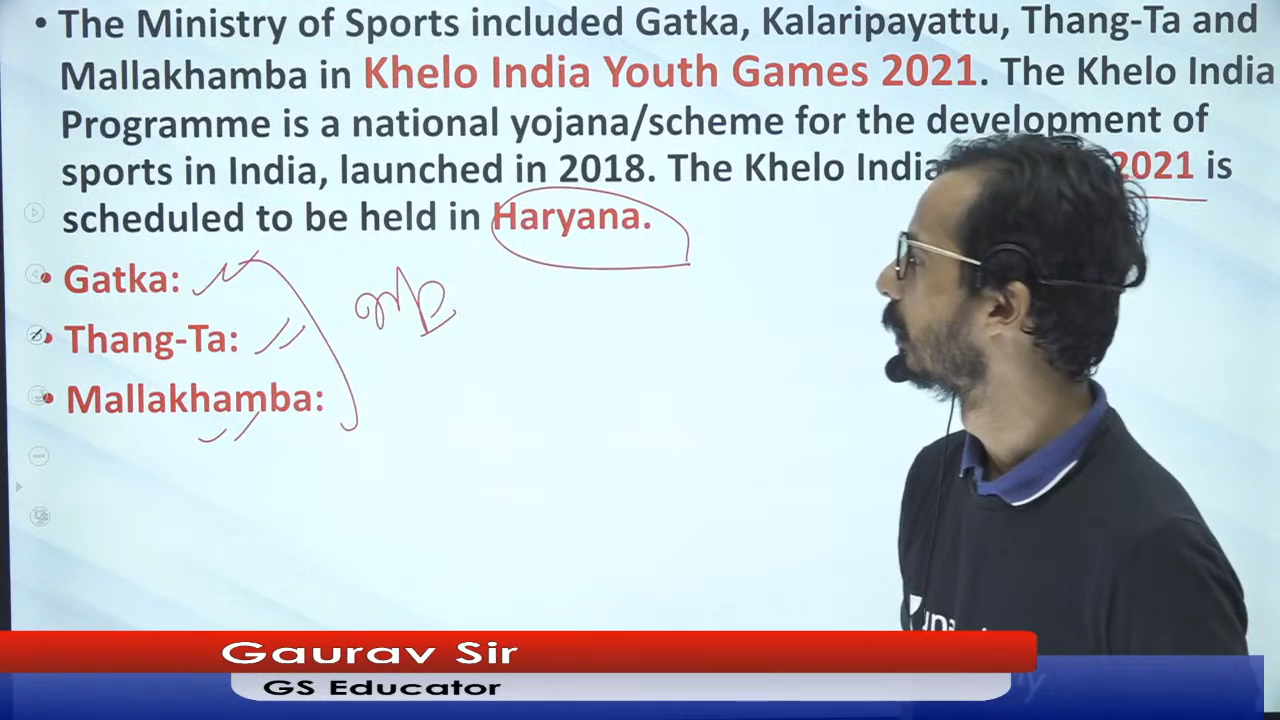 • The Ministry of Sports included Gatka, Kalaripayattu, Thang-Ta and
Mallakhamba in Khelo India Youth Games 2021. The Khelo India
Programme is a national yojana/scheme for the development of
sports in India, launched in 2018. The Khelo India 2021 is
scheduled to be held in Haryana.
• Gatka:
• Thang-Ta:
• Mallakhamba:
Gaurav Sir
GS Educator